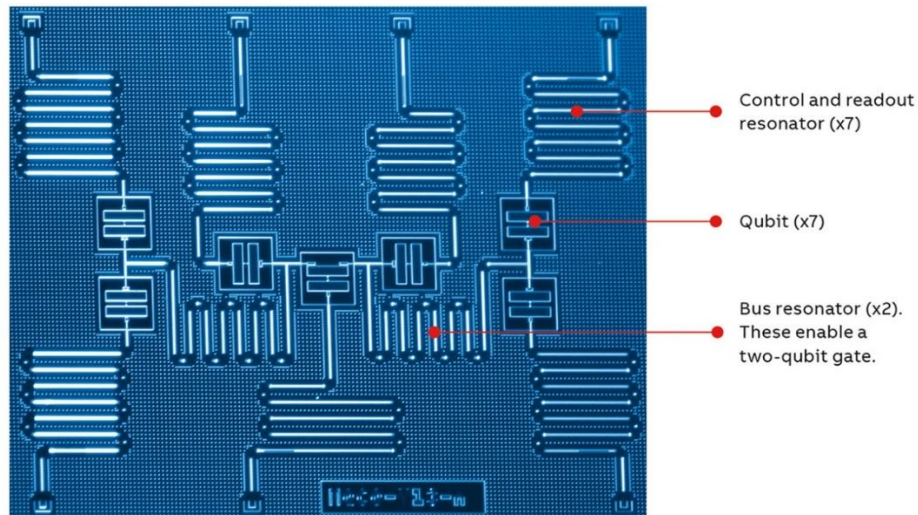 Control and readout
resonator (x7)
Qubit (x7)
Bus resonator (x2).
These enable a
two-qubit gate.